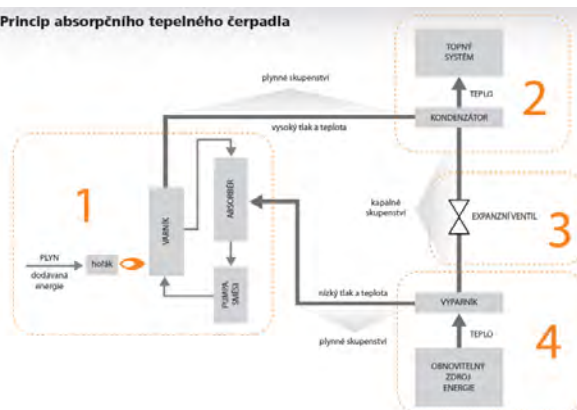 Princip absorpčního tepelného čerpadla
TOPNÝ
SYSTÉM
TEPLO
KONDENZÁTOR
2
plynné skupenství
vysoký tlak a teplota
1
VARNÍK
ABSORBÉR
PLYN
dodávaná
energie
hořák
PUMPA
SMĚSI
kapalné
skupenství
EXPANZNÍ VENTIL
3
nízký tlak a teplota
plynné skupenství
VÝPARNÍK
TEPLO
4
OBNOVITELNÝ
ZDROJ
ENERGIE